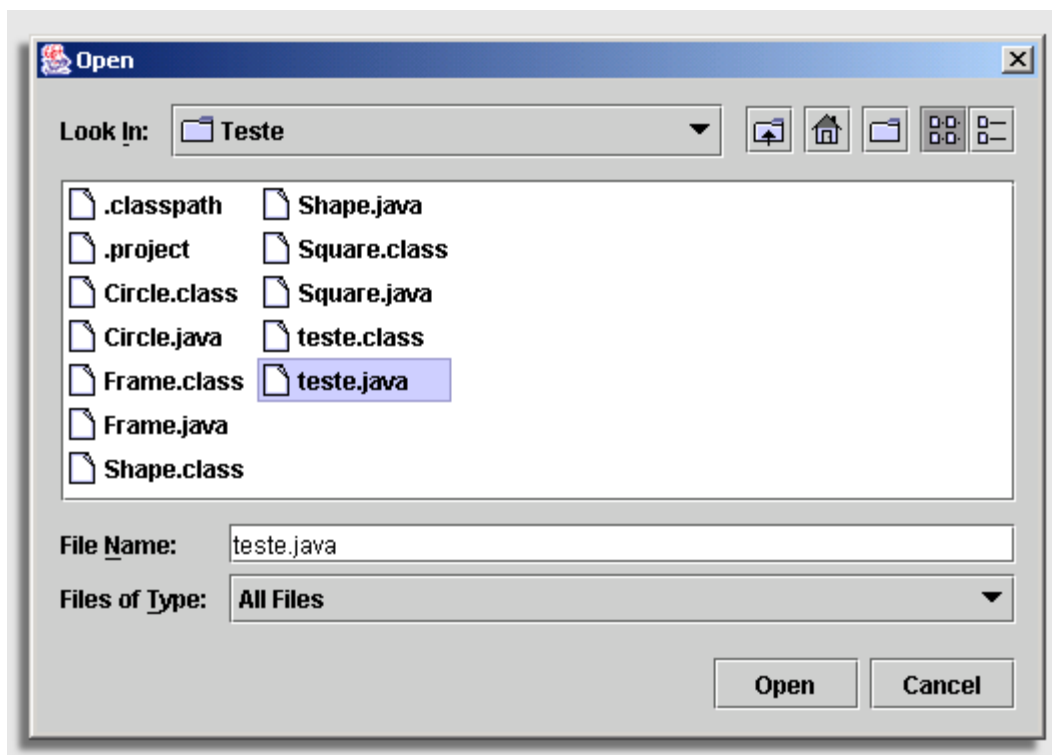 Open
Look In: Teste
.classpath Shape.java
.project Square.class
Circle.class Square.java
Circle.java teste.class
Frame.class teste.java
Frame.java
Shape.class
File Name: teste.java
Files of Type: All Files
Open Cancel